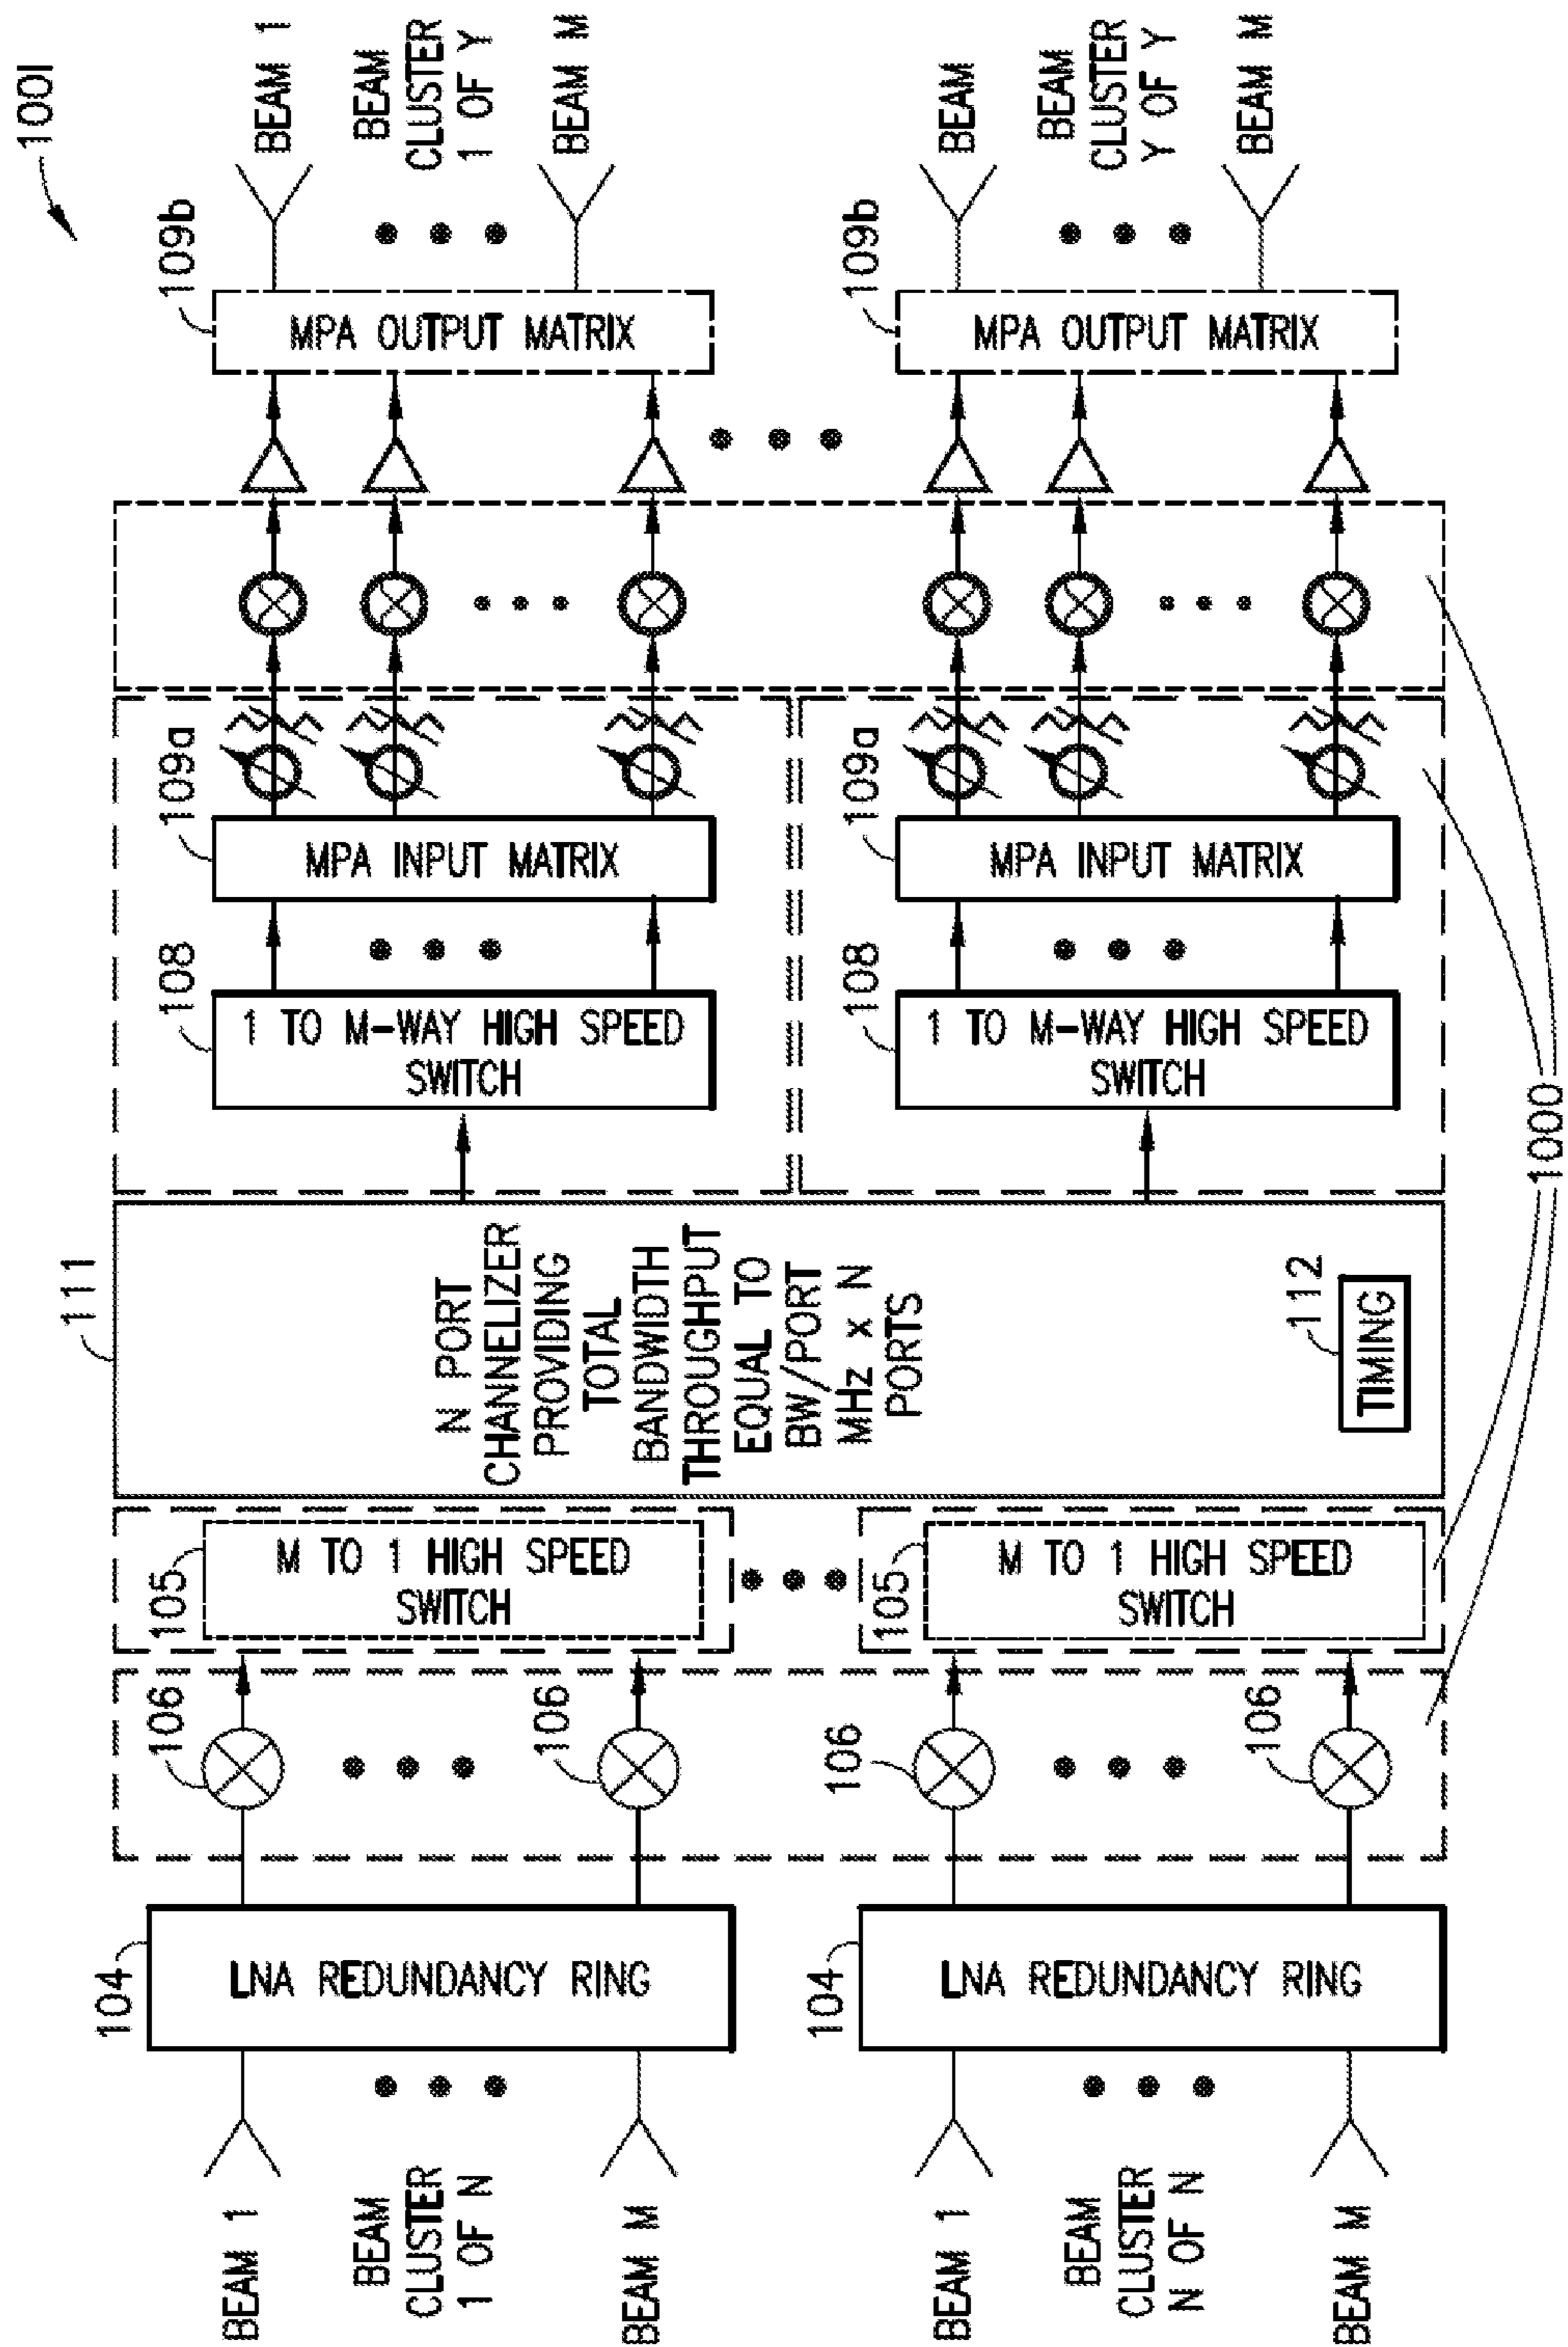 100I
BEAM 1
BEAM
CLUSTER
1 OF N
BEAM M
104
LNA REDUNDANCY RING
106
106
105
M TO 1 HIGH SPEED
SWITCH
111
N PORT
CHANNELIZER
PROVIDING
TOTAL
BANDWIDTH
THROUGHPUT
EQUAL TO
BW/PORT
MHz x N
PORTS
112
TIMING
108
1 TO M-WAY HIGH SPEED
SWITCH
109a
MPA INPUT MATRIX
109b
MPA OUTPUT MATRIX
BEAM 1
BEAM
CLUSTER
1 OF Y
BEAM M
BEAM 1
BEAM
CLUSTER
N OF N
BEAM M
104
LNA REDUNDANCY RING
106
106
105
M TO 1 HIGH SPEED
SWITCH
108
1 TO M-WAY HIGH SPEED
SWITCH
109a
MPA INPUT MATRIX
109b
MPA OUTPUT MATRIX
BEAM
BEAM
CLUSTER
Y OF Y
BEAM M
1000